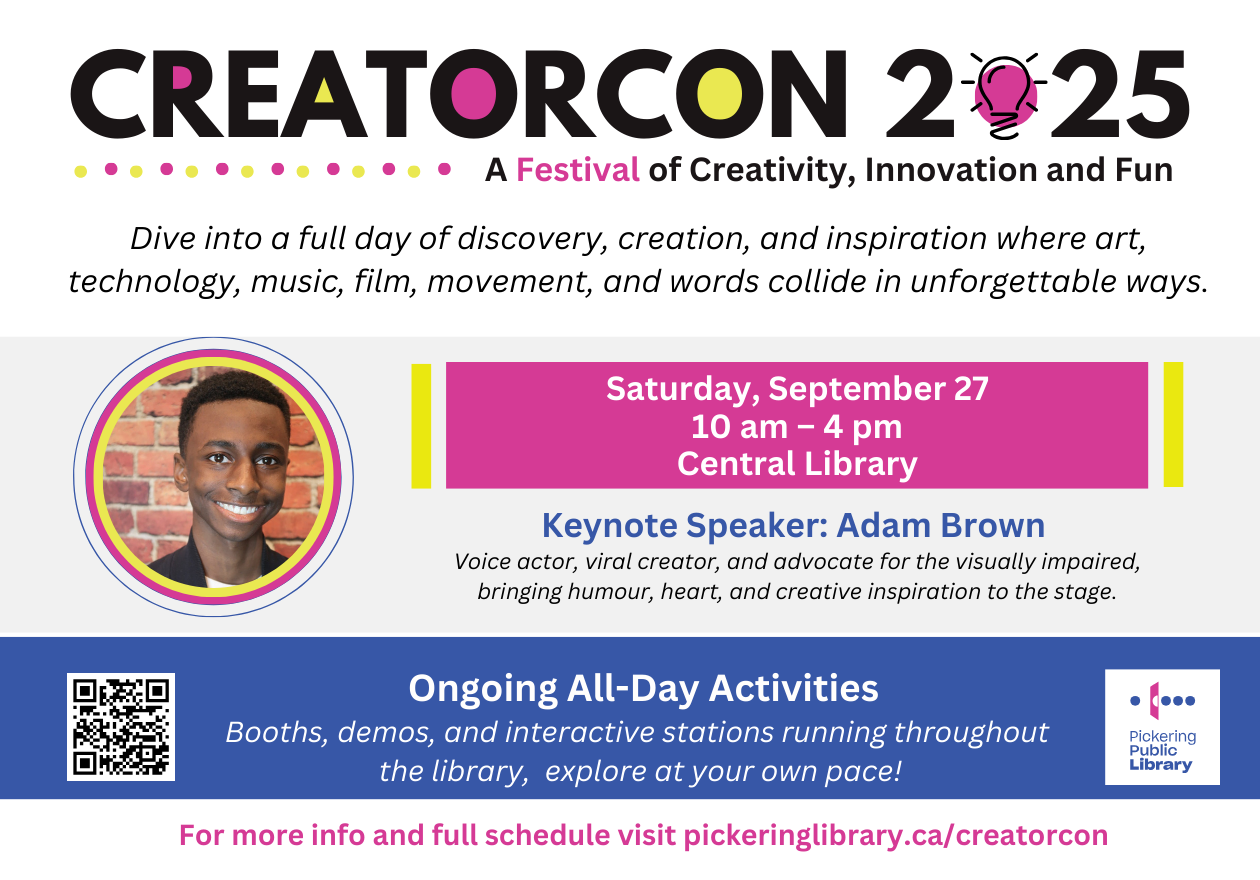 CREATORCON 2025
A Festival of Creativity, Innovation and Fun
Dive into a full day of discovery, creation, and inspiration where art,
technology, music, film, movement, and words collide in unforgettable ways.
Saturday, September 27
10 am – 4 pm
Central Library
Keynote Speaker: Adam Brown
Voice actor, viral creator, and advocate for the visually impaired,
bringing humour, heart, and creative inspiration to the stage.
Ongoing All-Day Activities
Booths, demos, and interactive stations running throughout
the library, explore at your own pace!
Pickering
Public
Library
For more info and full schedule visit pickeringlibrary.ca/creatorcon